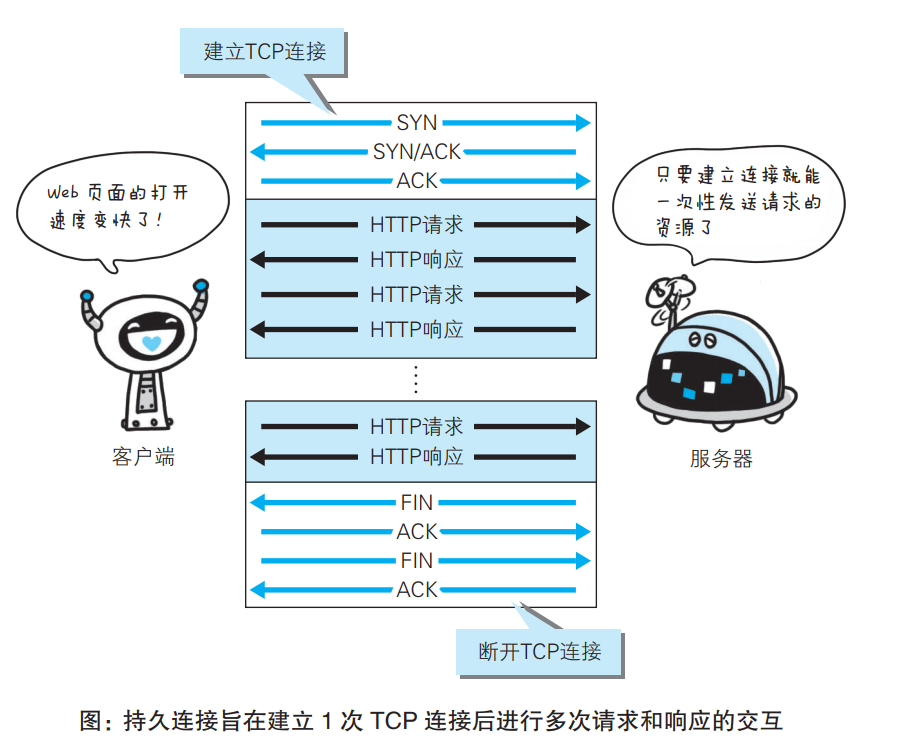 建立TCP连接
SYN
SYN/ACK
ACK
Web 页面的打开
速度变快了!
只要建立连接就能
一次性发送请求的
资源了
HTTP请求
HTTP响应
HTTP请求
HTTP响应
⋮
客户端
服务器
HTTP请求
HTTP响应
FIN
ACK
FIN
ACK
断开TCP连接
图：持久连接旨在建立 1 次 TCP 连接后进行多次请求和响应的交互